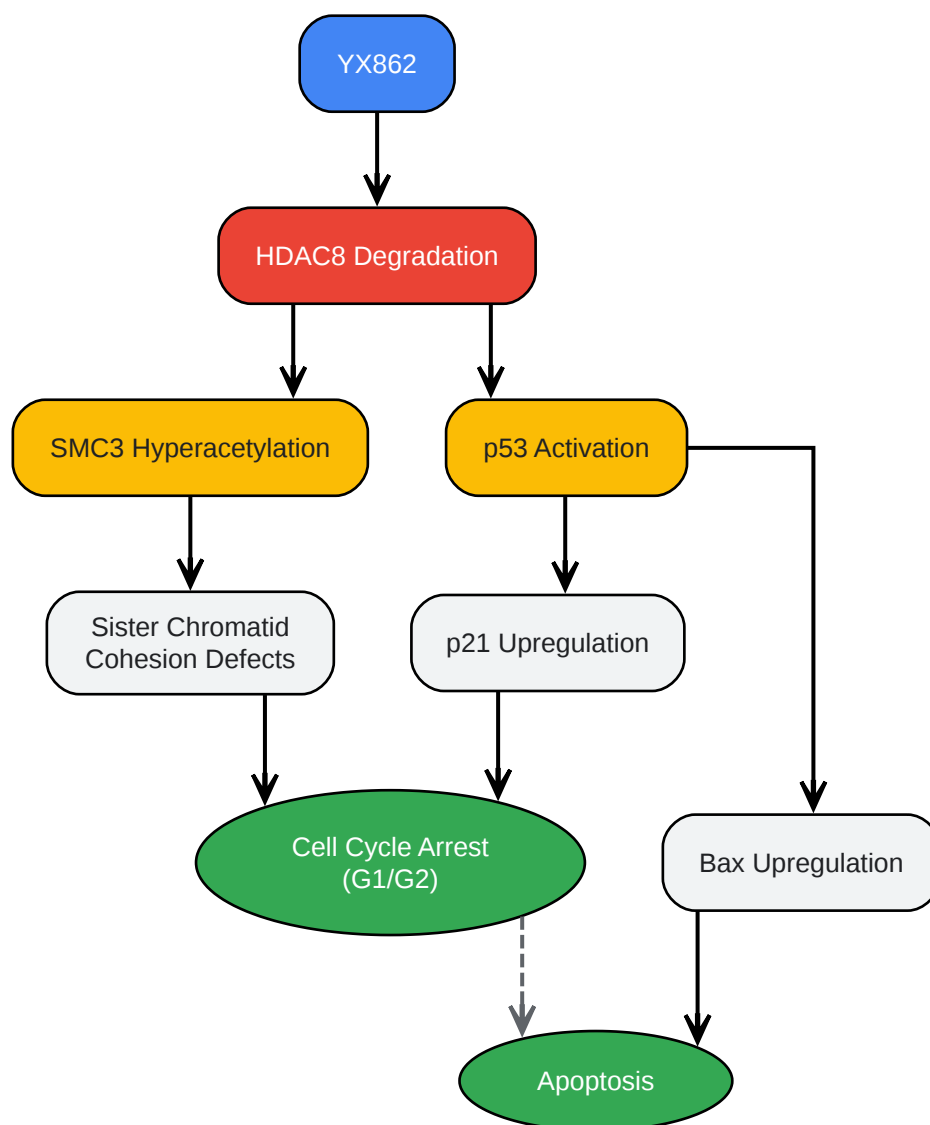 YX862
HDAC8 Degradation
SMC3 Hyperacetylation
p53 Activation
Sister Chromatid
Cohesion Defects
p21 Upregulation
Cell Cycle Arrest
(G1/G2)
Bax Upregulation
Apoptosis